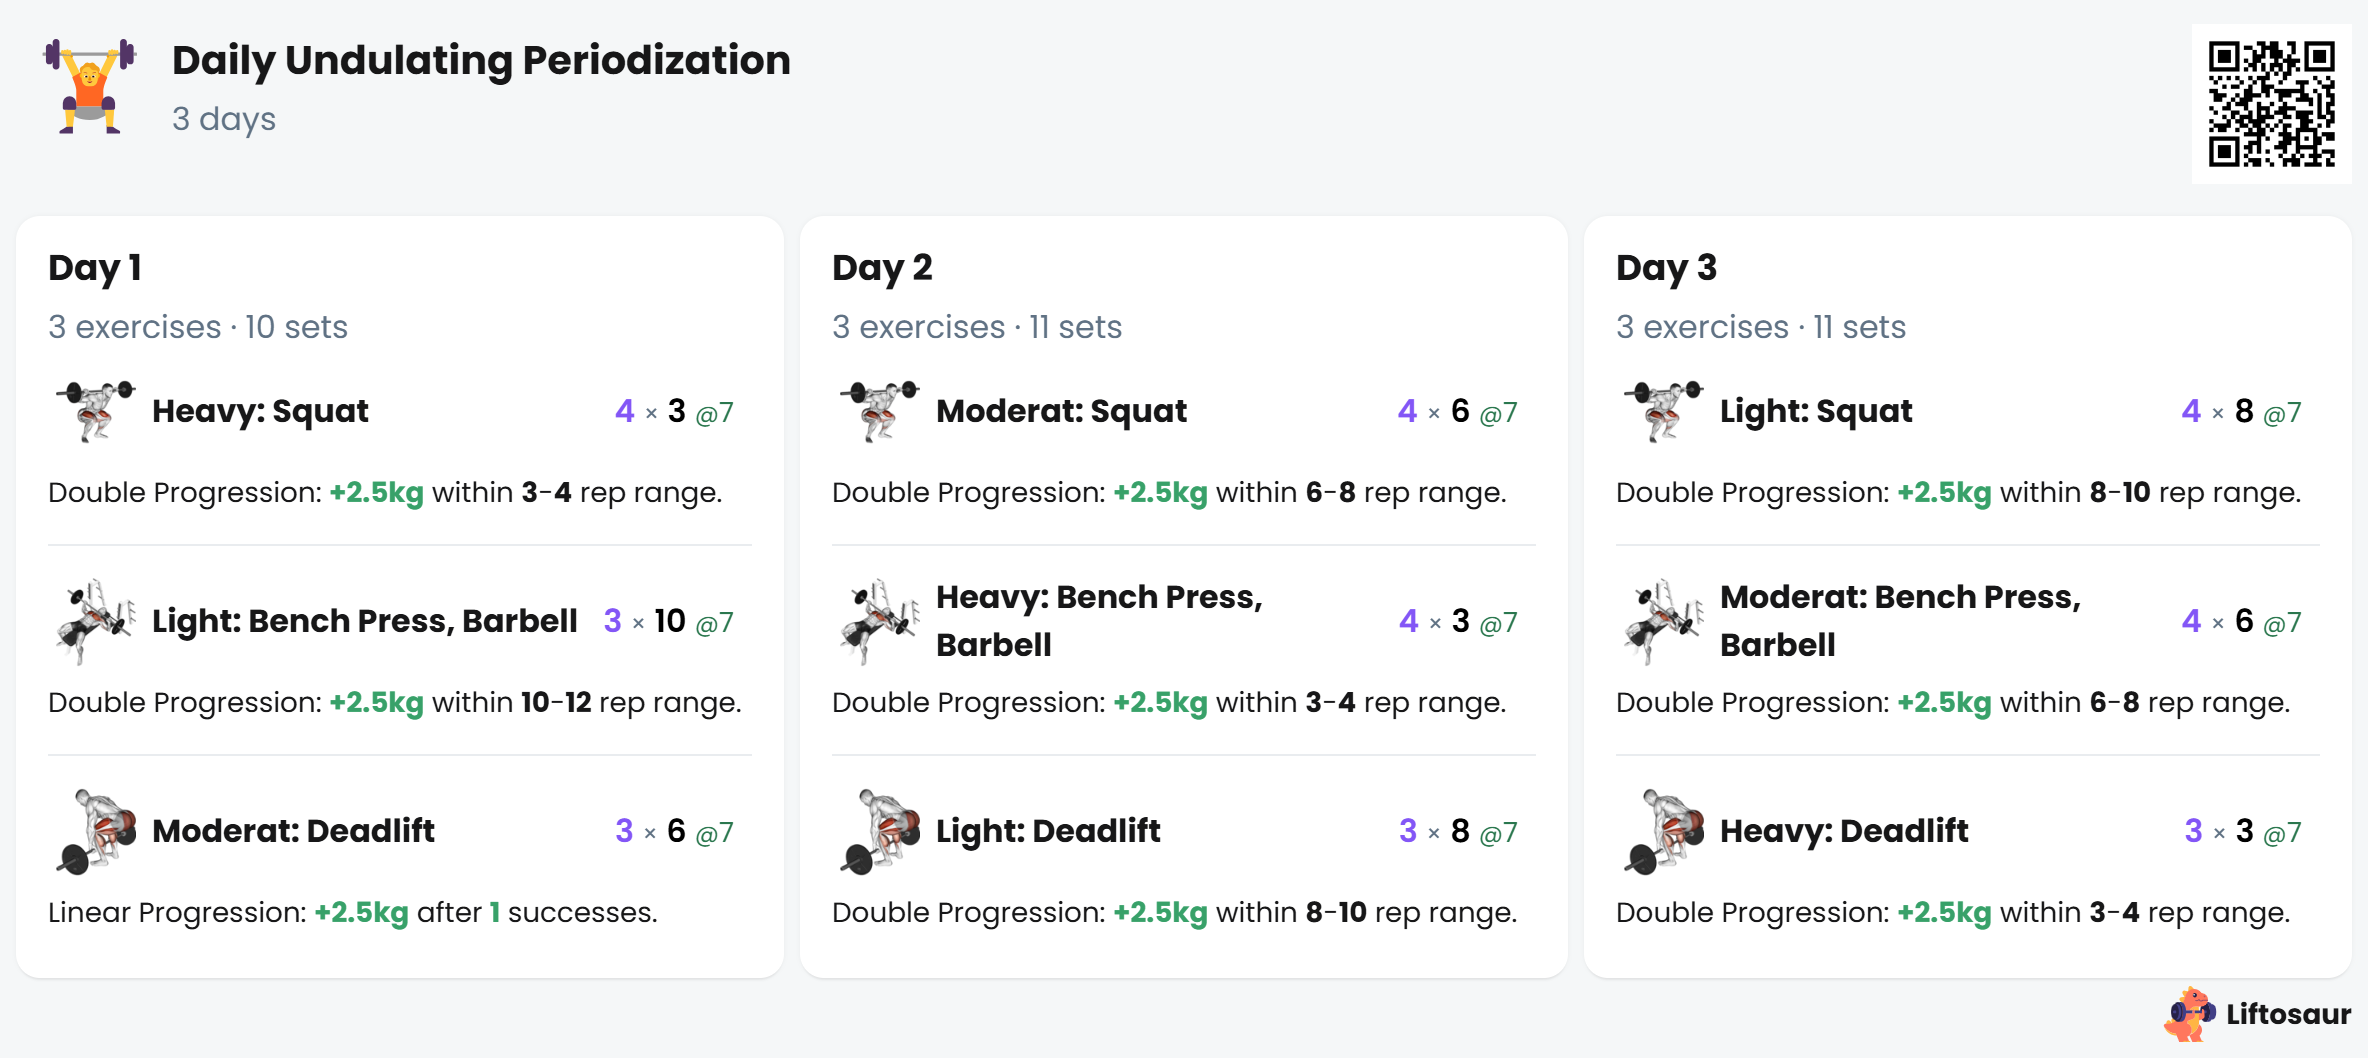 Daily Undulating Periodization
3 days
Day 1
3 exercises · 10 sets
Heavy: Squat 4 × 3 @7
Double Progression: +2.5kg within 3-4 rep range.
Light: Bench Press, Barbell 3 × 10 @7
Double Progression: +2.5kg within 10-12 rep range.
Moderat: Deadlift 3 × 6 @7
Linear Progression: +2.5kg after 1 successes.
Day 2
3 exercises · 11 sets
Moderat: Squat 4 × 6 @7
Double Progression: +2.5kg within 6-8 rep range.
Heavy: Bench Press,
Barbell 4 × 3 @7
Double Progression: +2.5kg within 3-4 rep range.
Light: Deadlift 3 × 8 @7
Double Progression: +2.5kg within 8-10 rep range.
Day 3
3 exercises · 11 sets
Light: Squat 4 × 8 @7
Double Progression: +2.5kg within 8-10 rep range.
Moderat: Bench Press,
Barbell 4 × 6 @7
Double Progression: +2.5kg within 6-8 rep range.
Heavy: Deadlift 3 × 3 @7
Double Progression: +2.5kg within 3-4 rep range.
Liftosaur